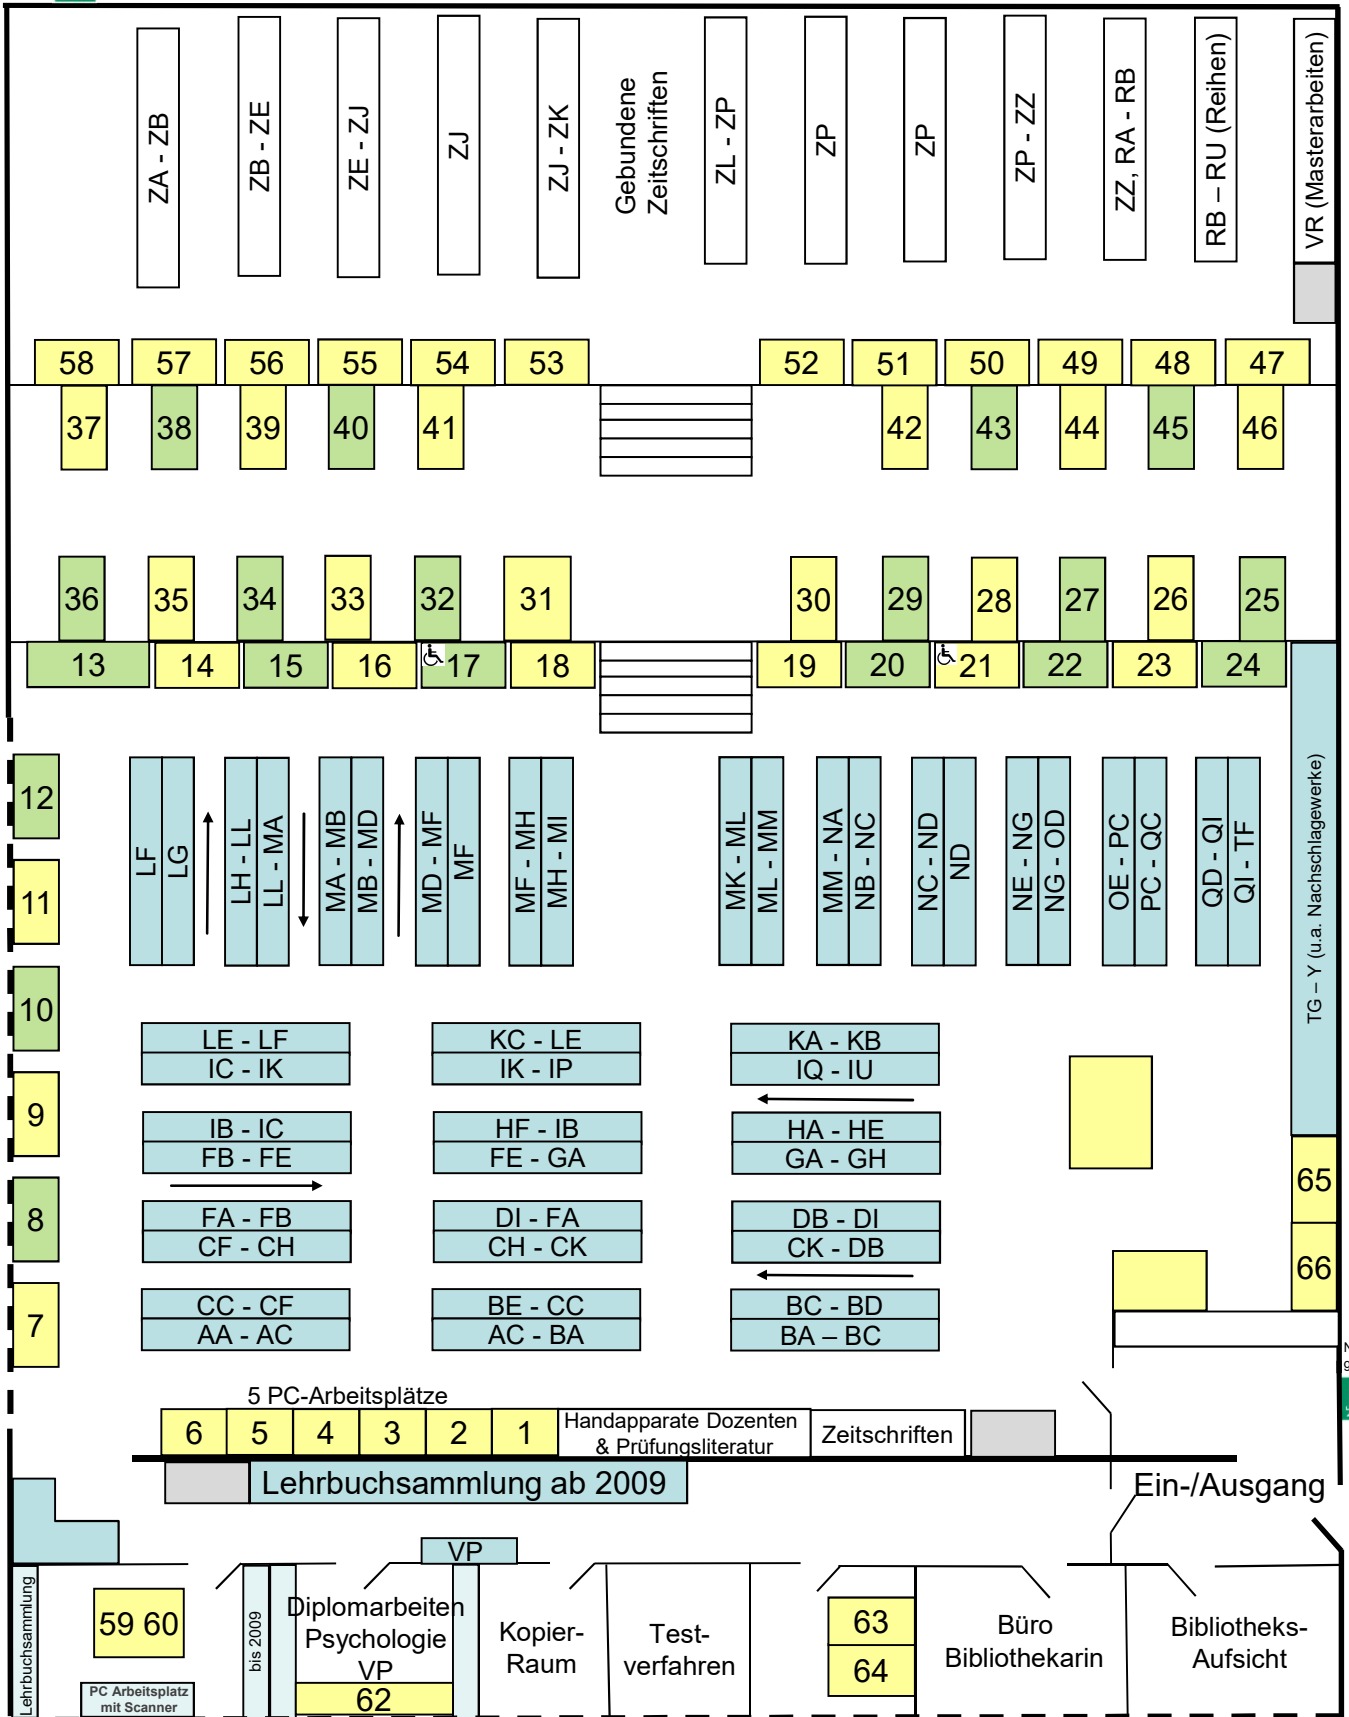 ZA - ZB
ZB - ZE
ZE - ZJ
ZJ
ZJ - ZK
Gebundene
Zeitschriften
ZL - ZP
ZP
ZP
ZP - ZZ
ZZ, RA - RB
RB – RU (Reihen)
VR (Masterarbeiten)
58 57 56 55 54 53 52 51 50 49 48 47
37 38 39 40 41 42 43 44 45 46
36 35 34 33 32 31 30 29 28 27 26 25
13 14 15 16 17 18 19 20 21 22 23 24
12
11
10
9
8
7
LF
LG
LH - LL
LL - MA
MA - MB
MB - MD
MD - MF
MF
MF - MH
MH - MI
MK - ML
ML - MM
MM - NA
NB - NC
NC - ND
ND
NE - NG
NG - OD
OE - PC
PC - QC
QD - QI
QI - TF
TG – Y (u.a. Nachschlagewerke)
LE - LF KC - LE KA - KB
IC - IK IK - IP IQ - IU
IB - IC HF - IB HA - HE
FB - FE FE - GA GA - GH
FA - FB DI - FA DB - DI
CF - CH CH - CK CK - DB
CC - CF BE - CC BC - BD
AA - AC AC - BA BA – BC
65
66
5 PC-Arbeitsplätze
6 5 4 3 2 1
Handapparate Dozenten
& Prüfungsliteratur
Zeitschriften
Lehrbuchsammlung ab 2009
Ein-/Ausgang
VP
Lehrbuchsammlung
59 60
PC Arbeitsplatz
mit Scanner
bis 2009
Diplomarbeiten
Psychologie
VP
62
Kopier-
Raum
Test-
verfahren
63
64
Büro
Bibliothekarin
Bibliotheks-
Aufsicht